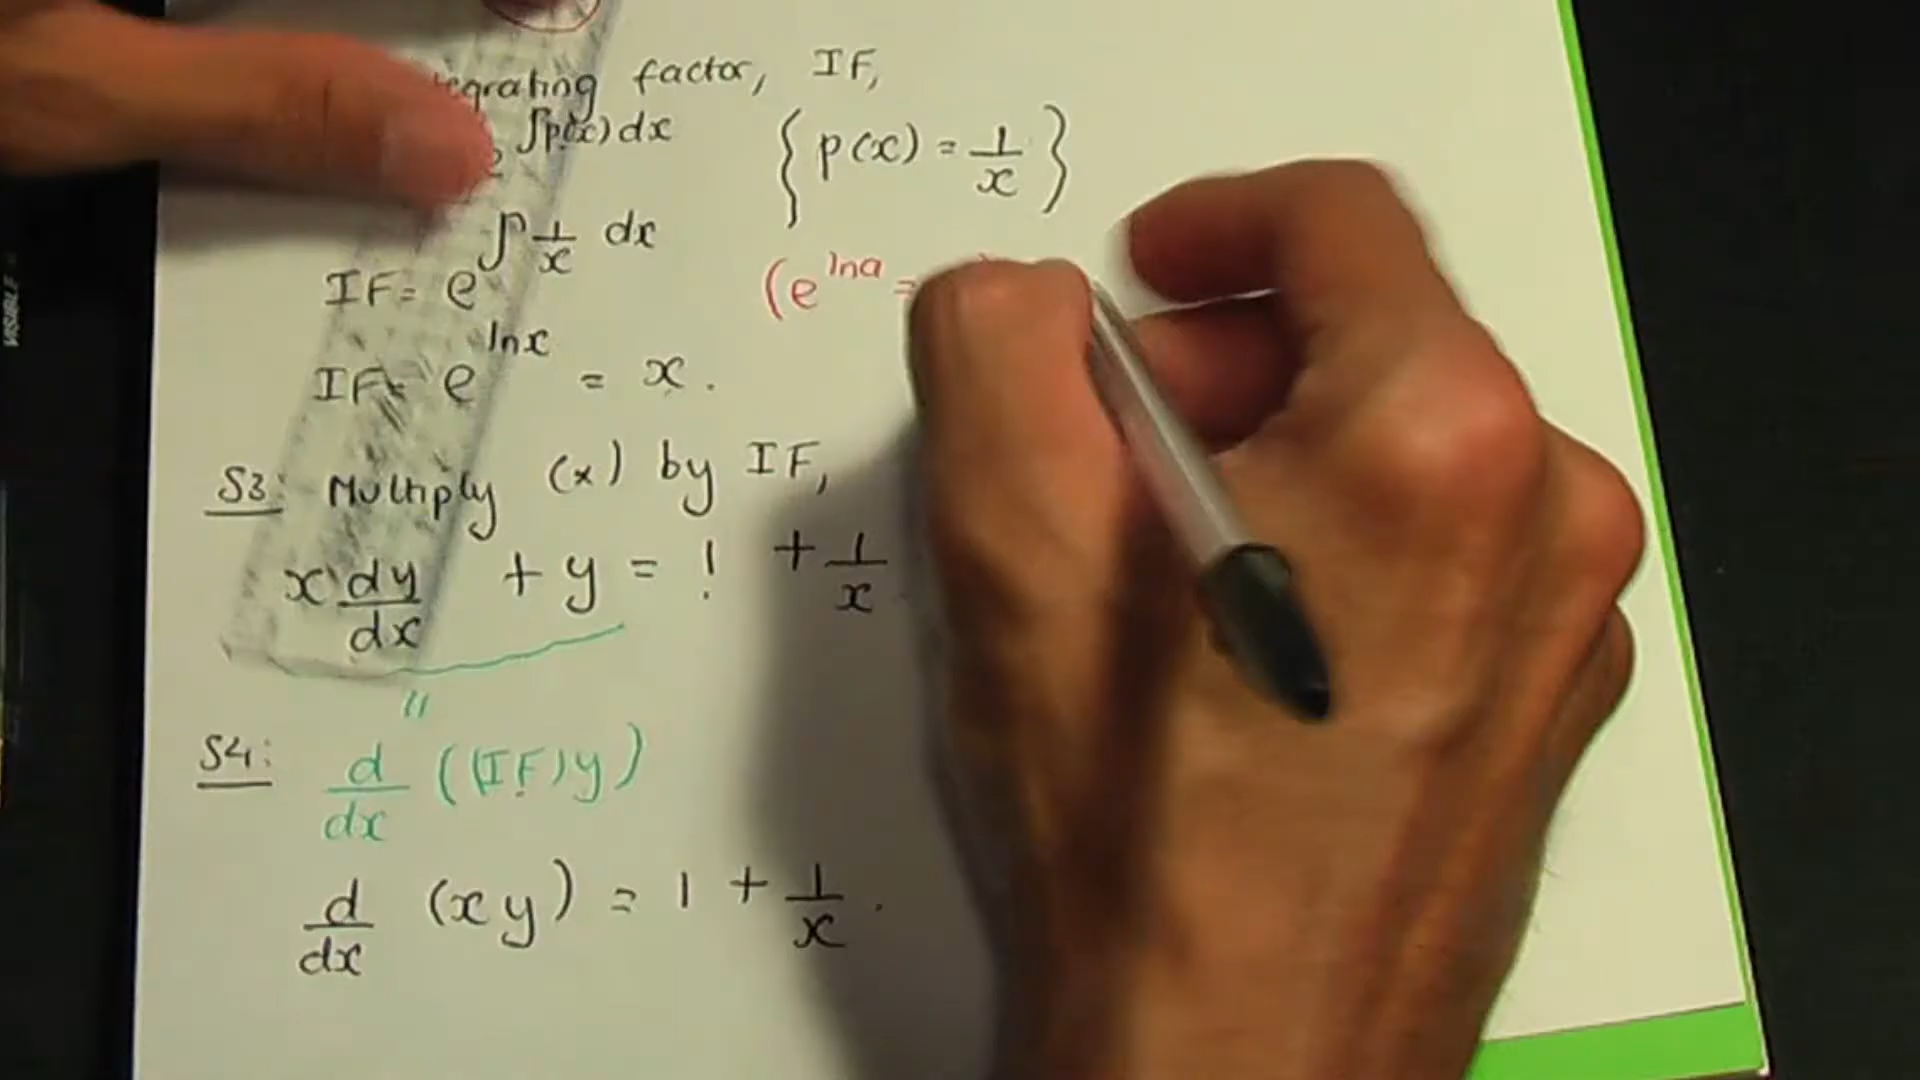 factor, IF,
e^∫p(x)dx { p(x) = 1/x }
IF = e^∫1/x dx (e^lna =
IF = e^lnx = x.
S3: Multiply (x) by IF,
x dy/dx + y = 1 + 1/x
"
S4: d/dx ((IF)y)
d/dx (xy) = 1 + 1/x.
VISIBLE